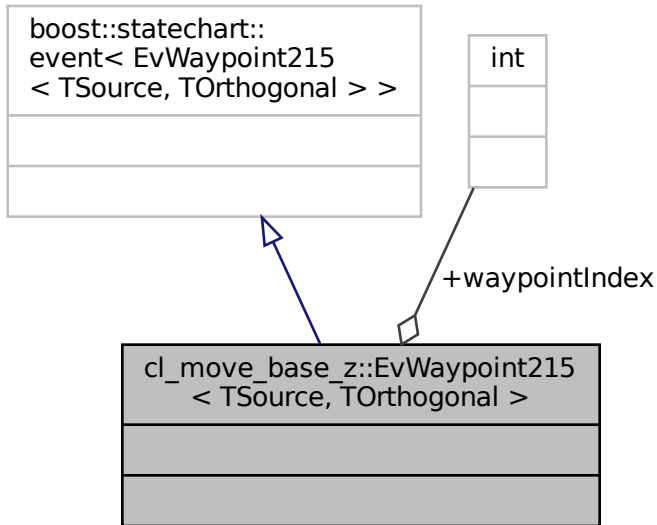 boost::statechart::
event< EvWaypoint215
< TSource, TOrthogonal > >
int
+waypointIndex
cl_move_base_z::EvWaypoint215
< TSource, TOrthogonal >